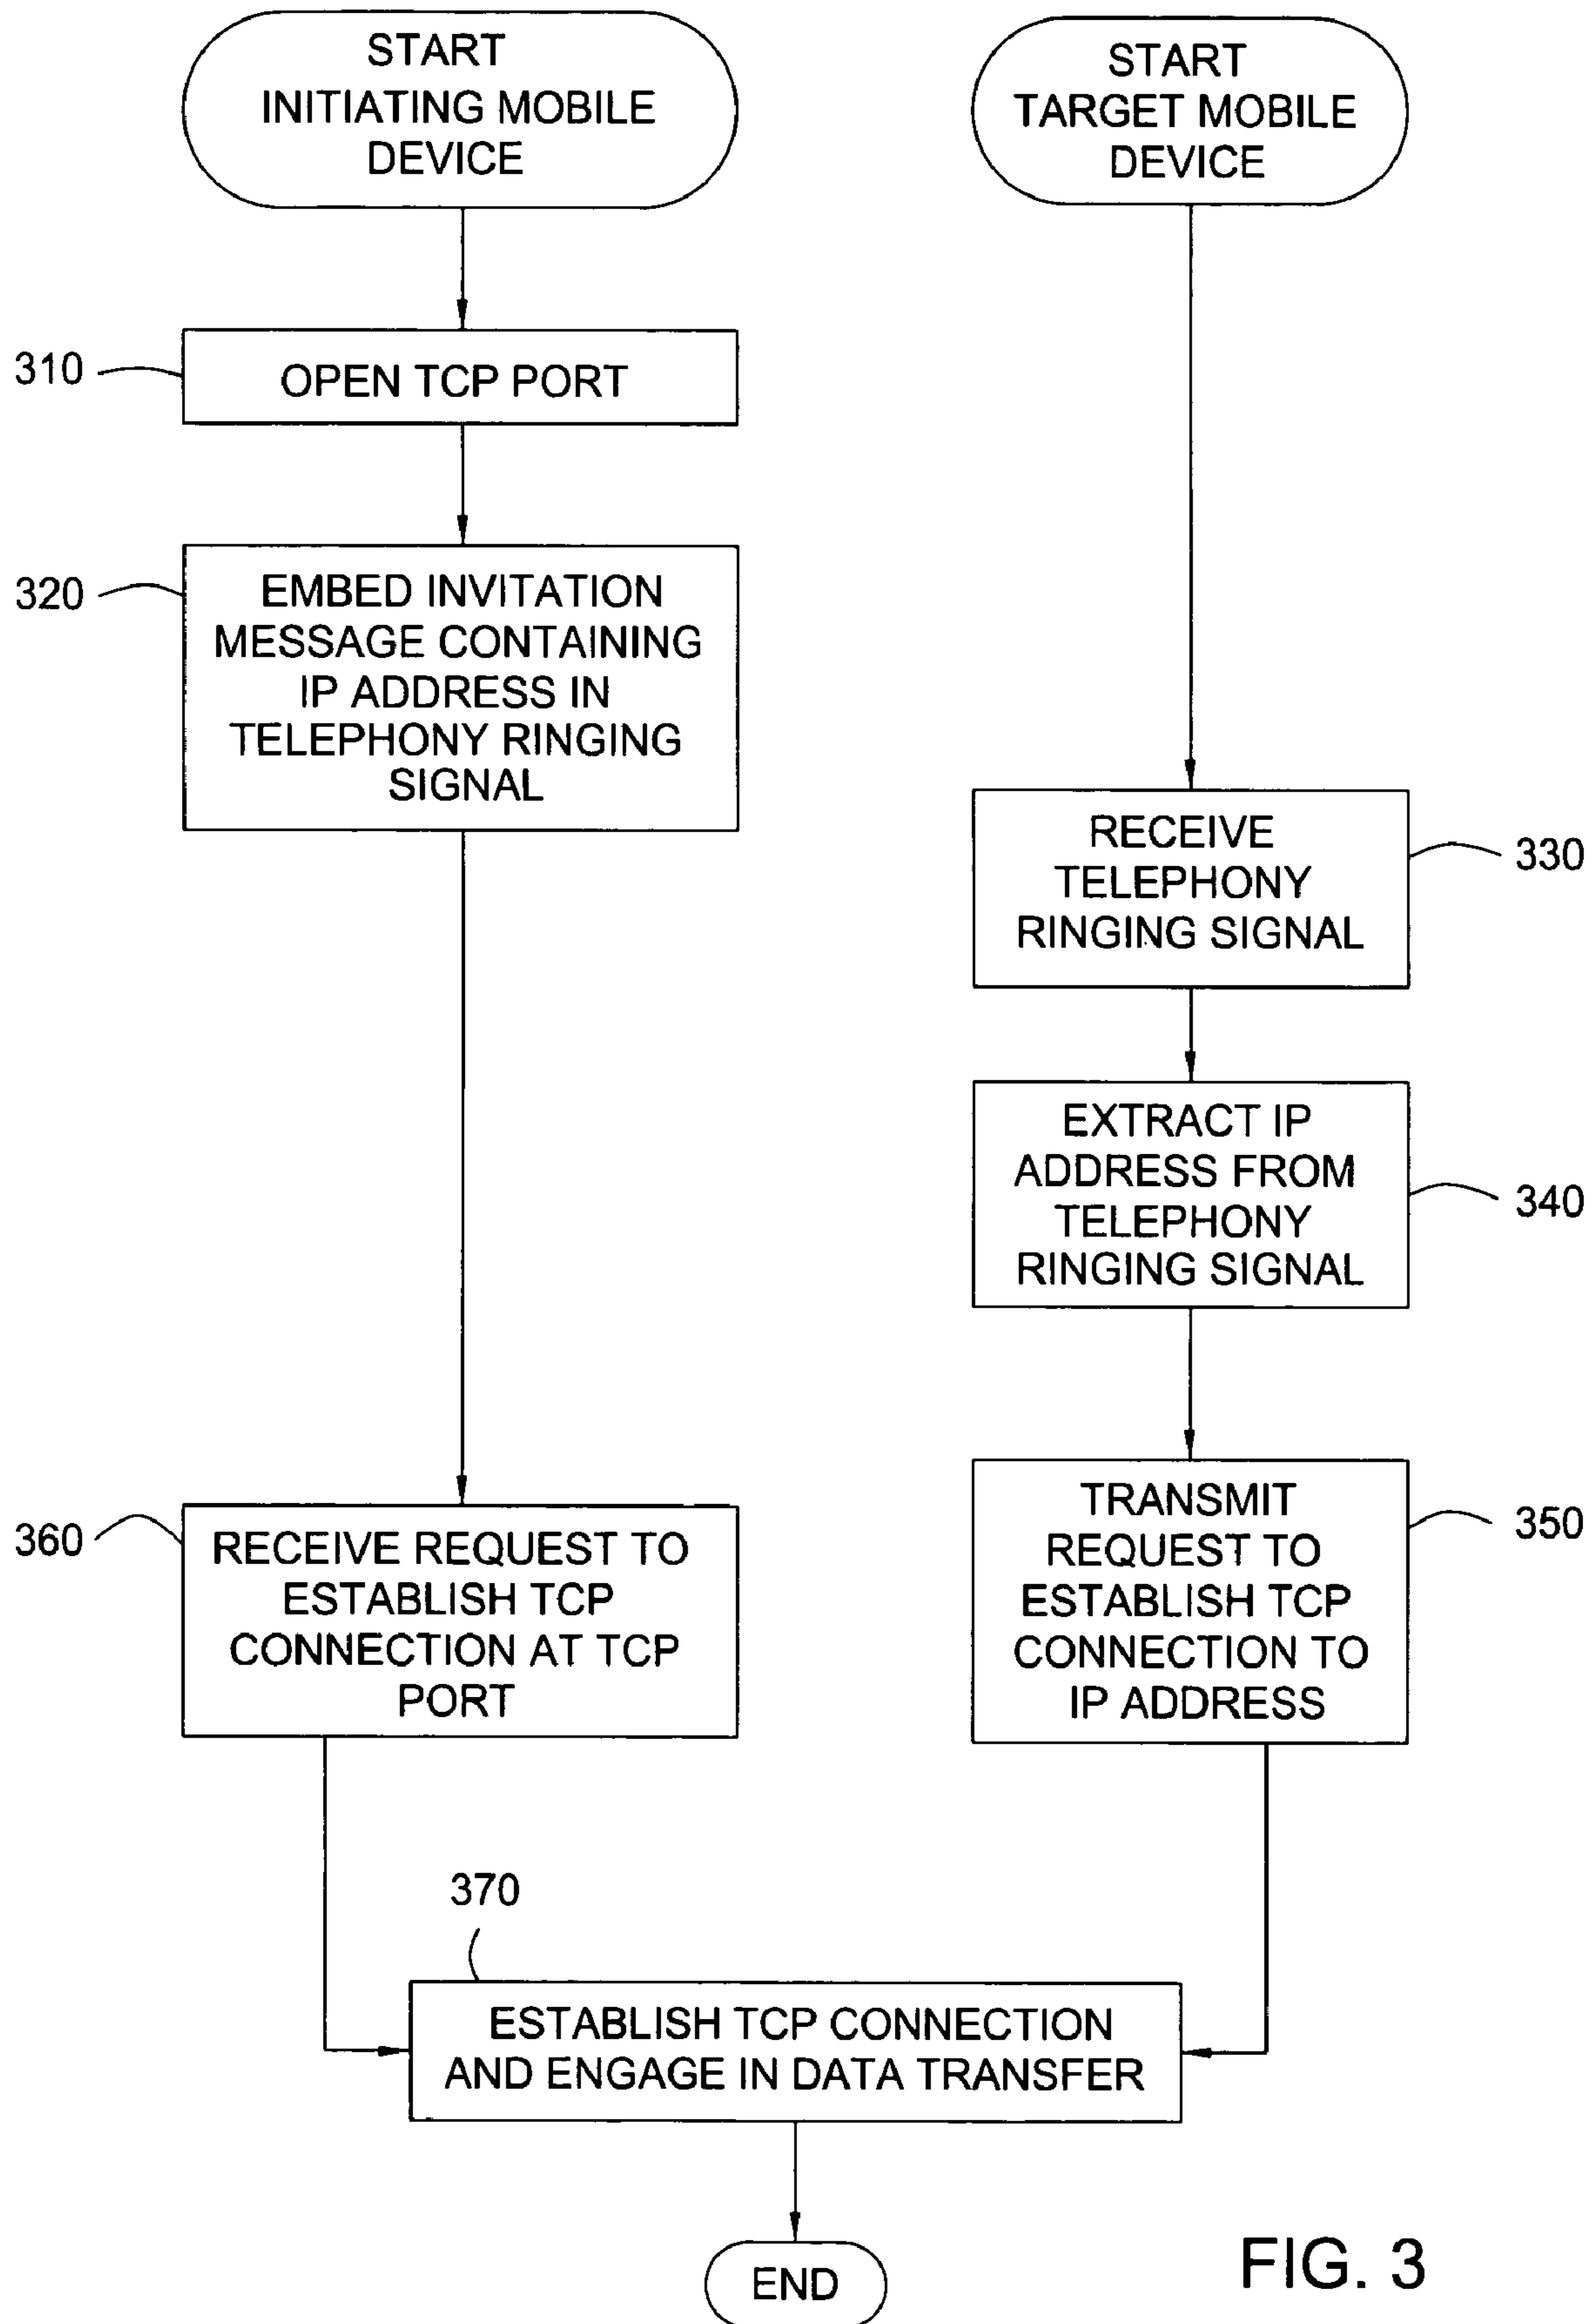 START
INITIATING MOBILE
DEVICE
START
TARGET MOBILE
DEVICE
310
OPEN TCP PORT
320
EMBED INVITATION
MESSAGE CONTAINING
IP ADDRESS IN
TELEPHONY RINGING
SIGNAL
RECEIVE
TELEPHONY
RINGING SIGNAL
330
EXTRACT IP
ADDRESS FROM
TELEPHONY
RINGING SIGNAL
340
TRANSMIT
REQUEST TO
ESTABLISH TCP
CONNECTION TO
IP ADDRESS
350
360
RECEIVE REQUEST TO
ESTABLISH TCP
CONNECTION AT TCP
PORT
370
ESTABLISH TCP CONNECTION
AND ENGAGE IN DATA TRANSFER
END
FIG. 3